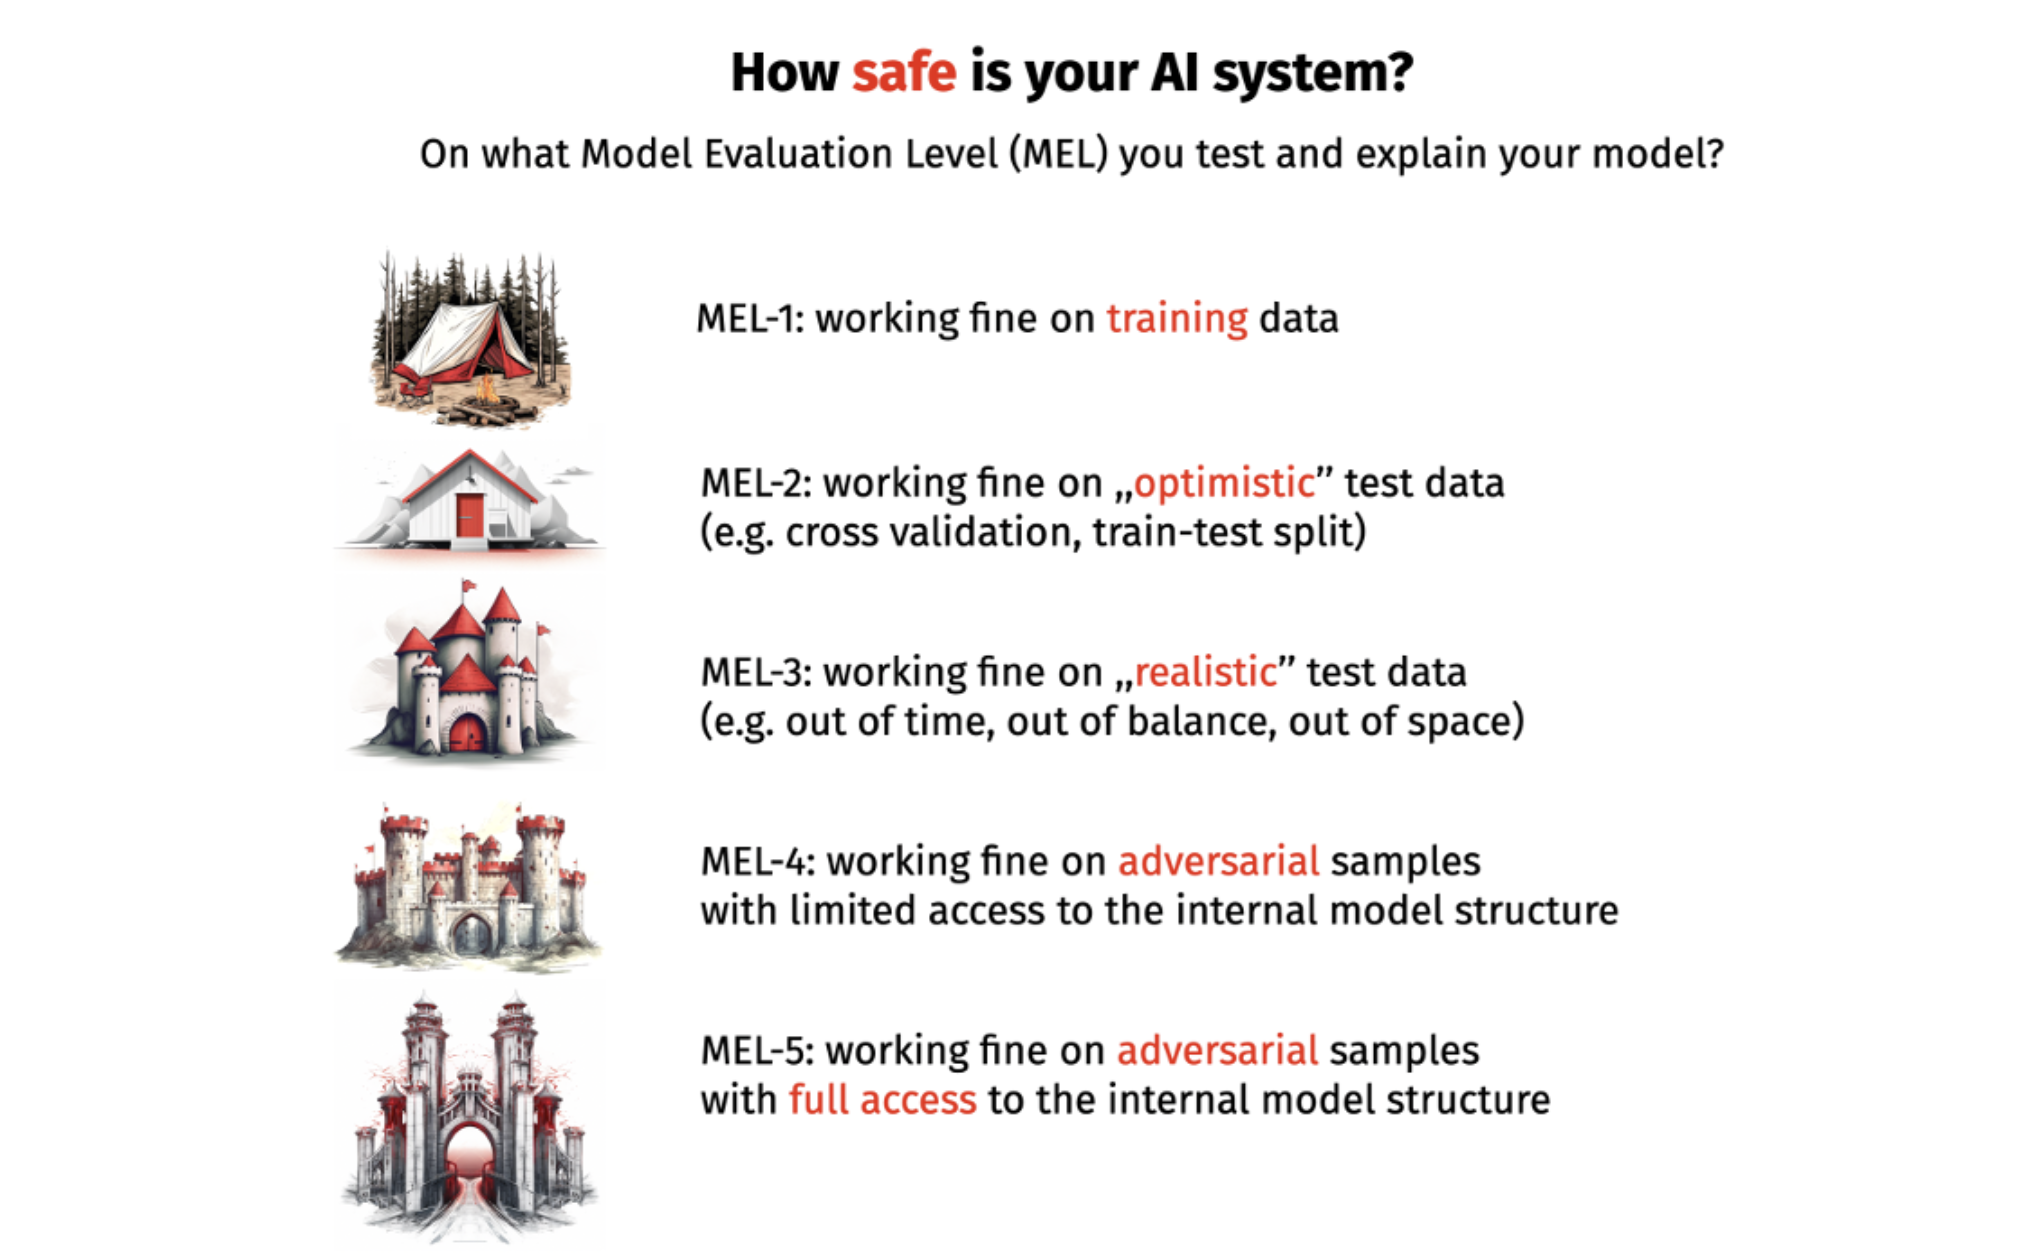 How safe is your AI system?
On what Model Evaluation Level (MEL) you test and explain your model?
MEL-1: working fine on training data
MEL-2: working fine on „optimistic” test data
(e.g. cross validation, train-test split)
MEL-3: working fine on „realistic” test data
(e.g. out of time, out of balance, out of space)
MEL-4: working fine on adversarial samples
with limited access to the internal model structure
MEL-5: working fine on adversarial samples
with full access to the internal model structure